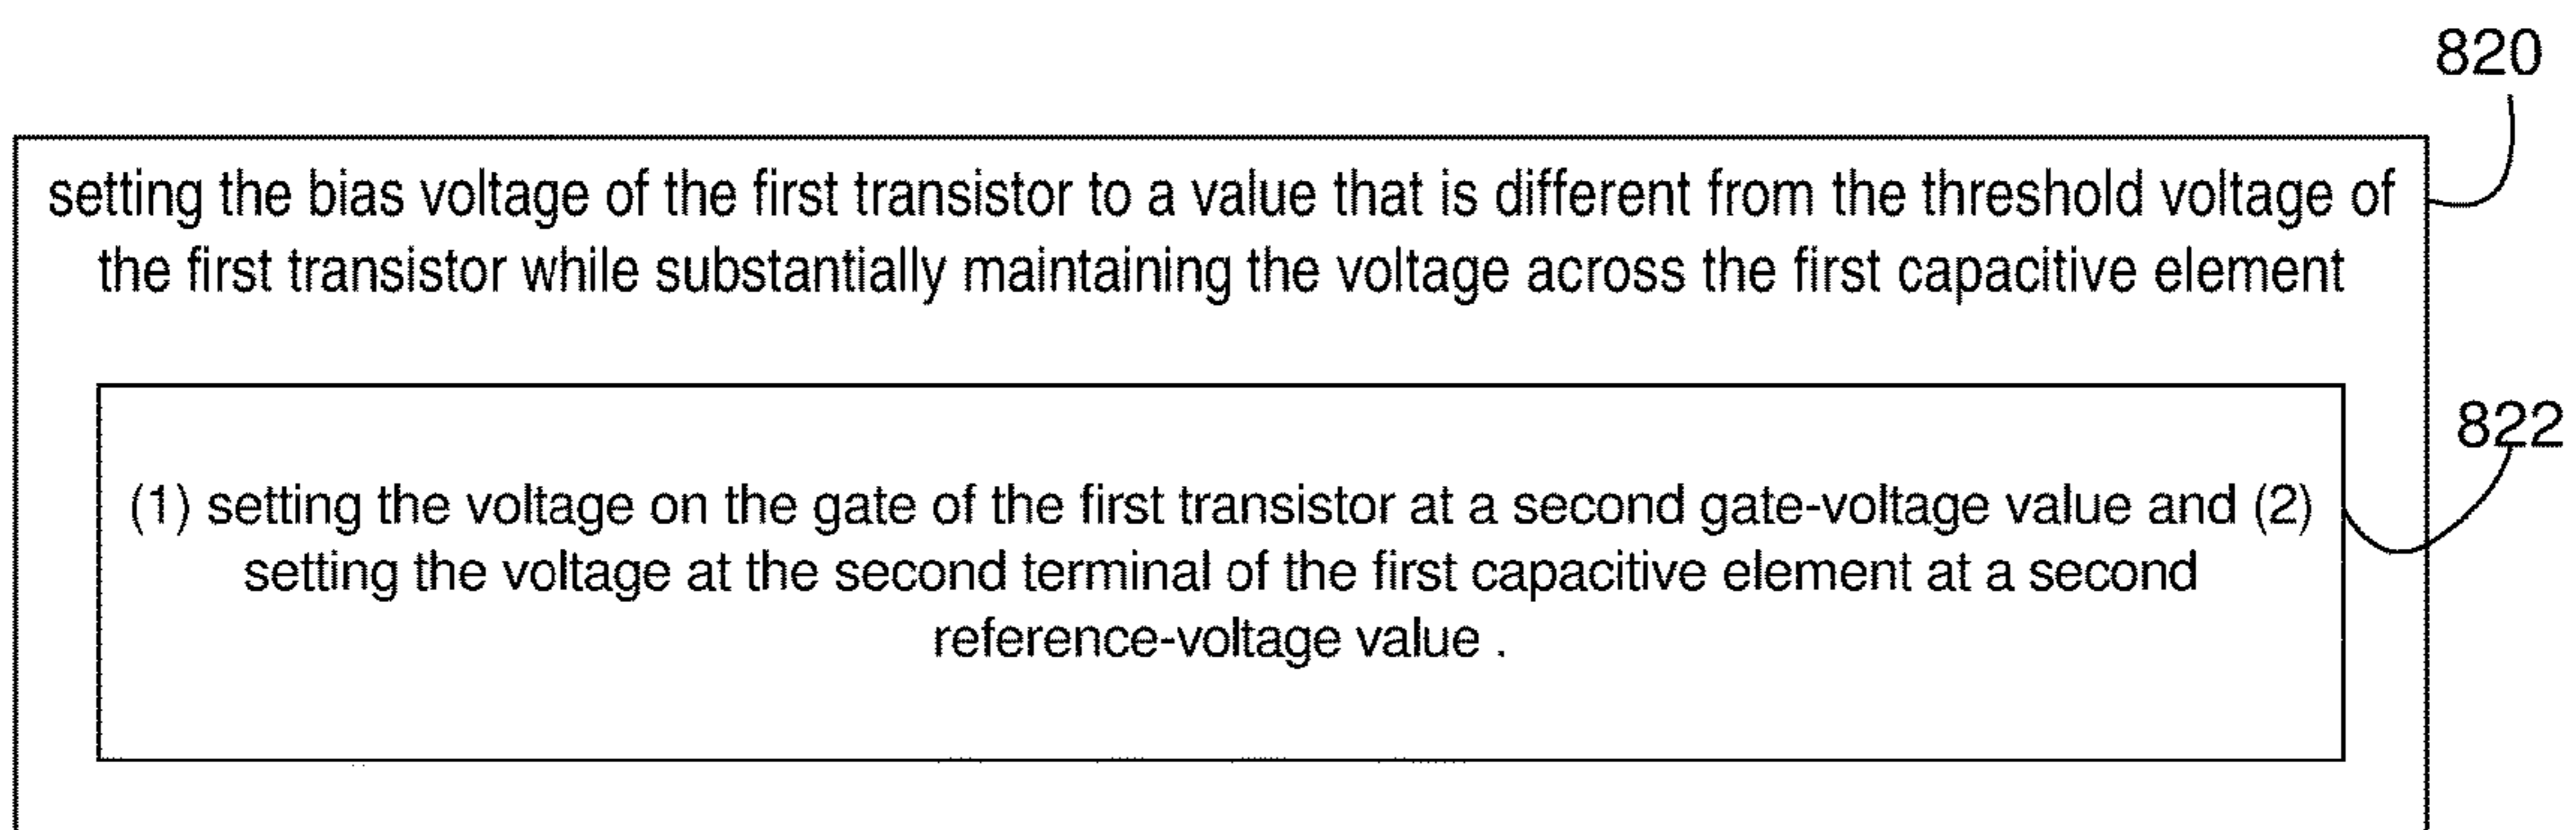 820
setting the bias voltage of the first transistor to a value that is different from the threshold voltage of
the first transistor while substantially maintaining the voltage across the first capacitive element
822
(1) setting the voltage on the gate of the first transistor at a second gate-voltage value and (2)
setting the voltage at the second terminal of the first capacitive element at a second
reference-voltage value .